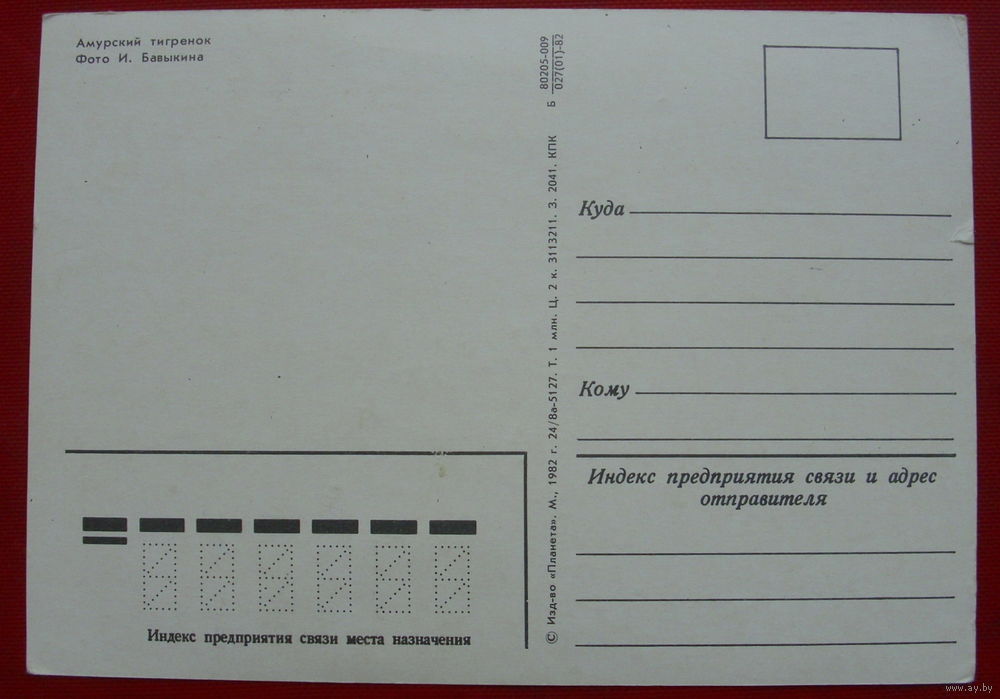 Амурский тигренок
Фото И. Бавыкина
Индекс предприятия связи места назначения
© Изд-во «Планета». М., 1982 г. 24/8а-5127. Т. 1 млн. Ц. 2 к. 3113211. З. 2041. КПК
Б 80205-009
027(01)-82
Куда
Кому
Индекс предприятия связи и адрес
отправителя
www.ay.by